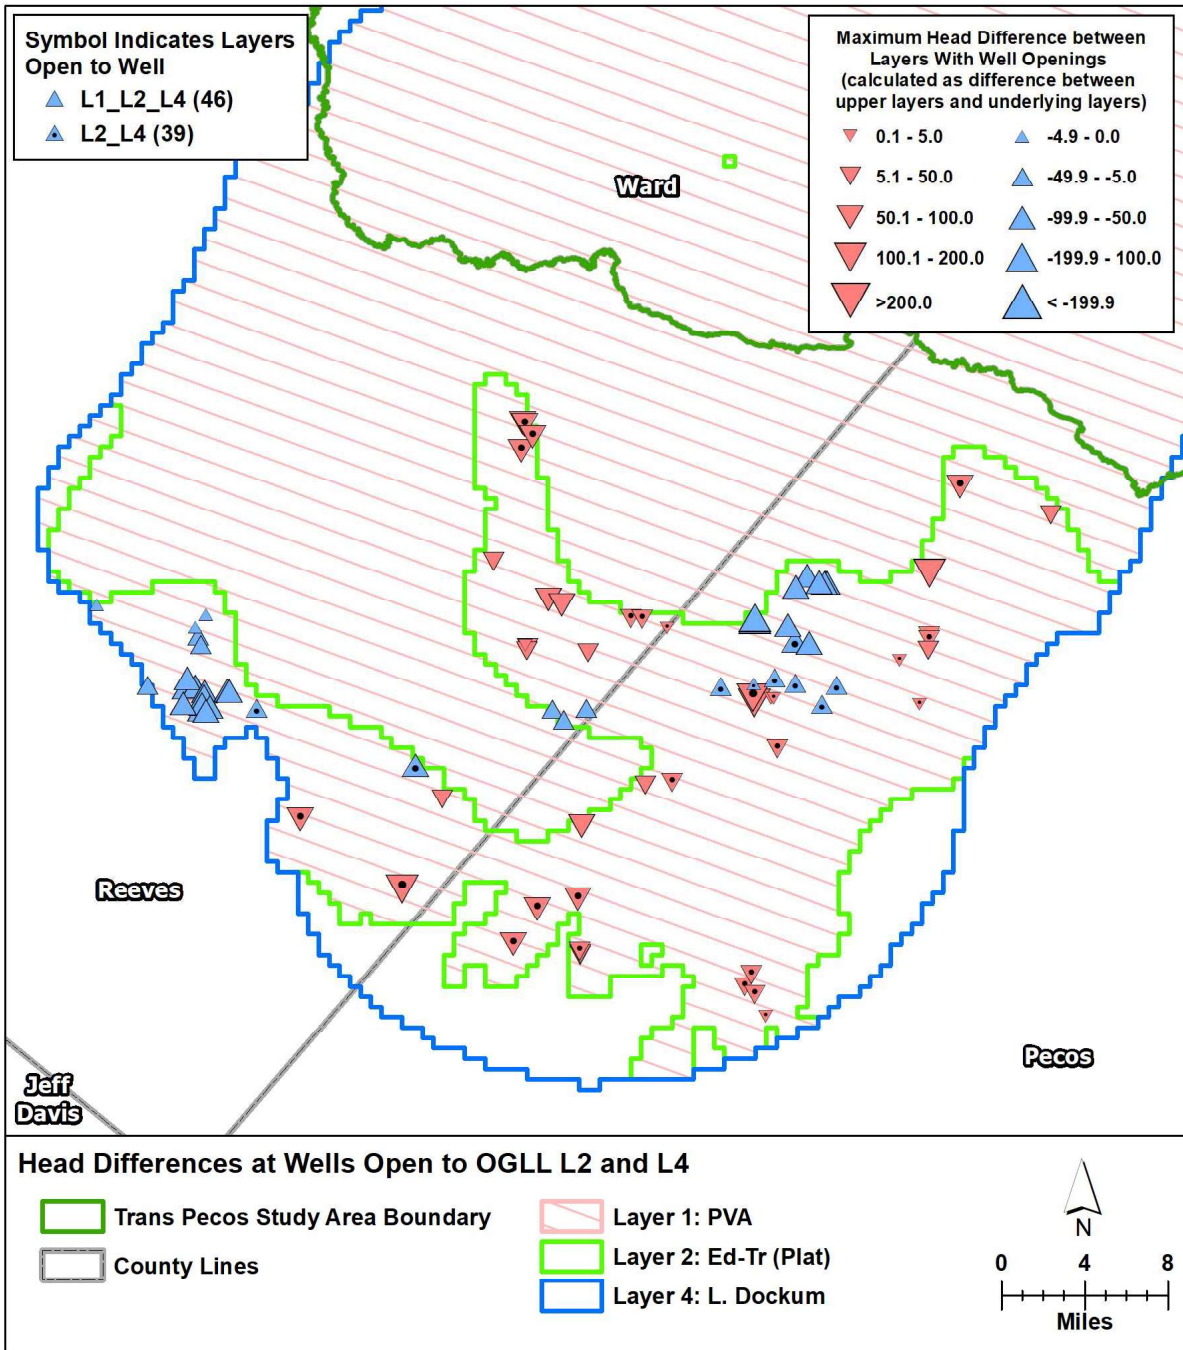 Symbol Indicates Layers
Open to Well
L1_L2_L4 (46)
L2_L4 (39)
Maximum Head Difference between
Layers With Well Openings
(calculated as difference between
upper layers and underlying layers)
0.1 - 5.0
-4.9 - 0.0
5.1 - 50.0
-49.9 - -5.0
50.1 - 100.0
-99.9 - -50.0
100.1 - 200.0
-199.9 - 100.0
>200.0
< -199.9
Ward
Reeves
Pecos
Jeff
Davis
Head Differences at Wells Open to OGLL L2 and L4
Trans Pecos Study Area Boundary
County Lines
Layer 1: PVA
Layer 2: Ed-Tr (Plat)
Layer 4: L. Dockum
N
0 4 8
Miles